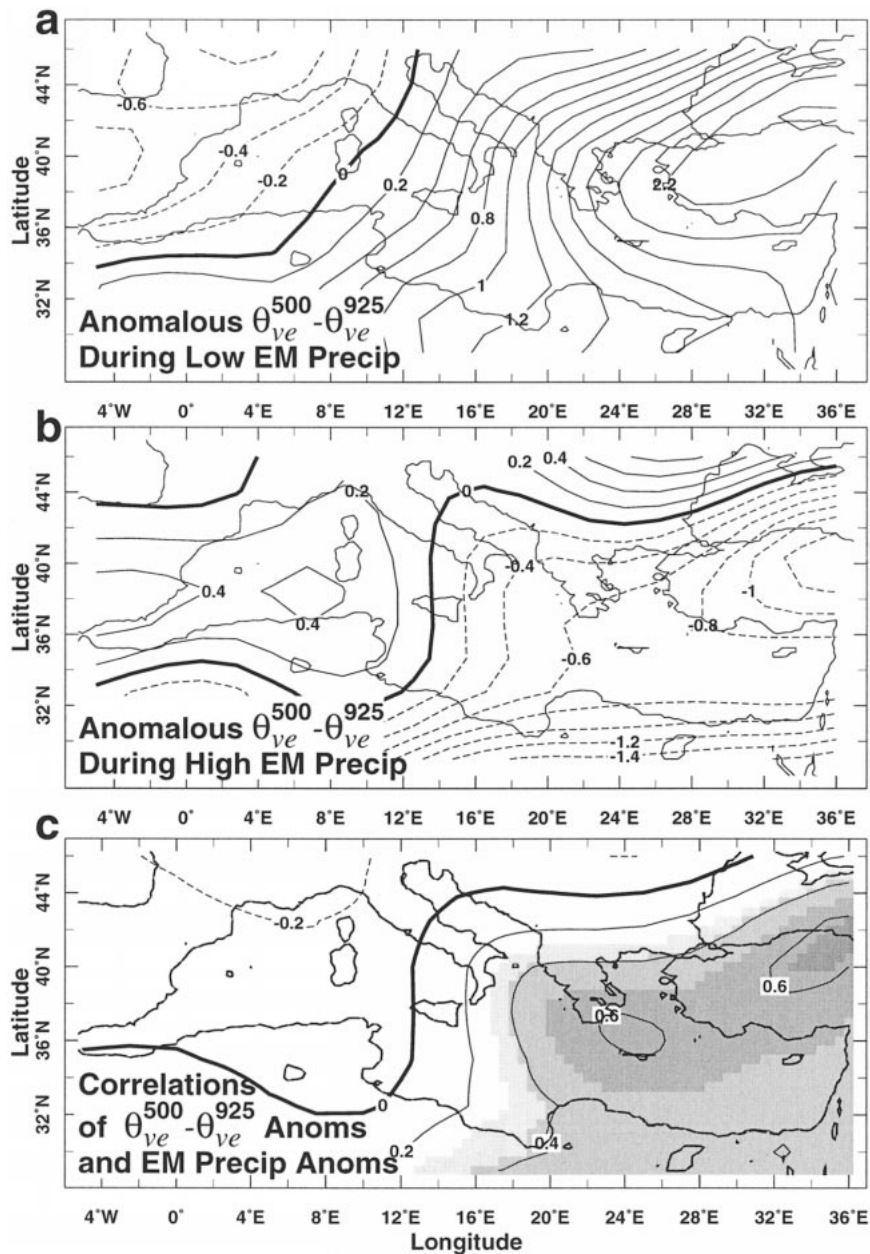 a
44°N
40°N
36°N
32°N
Latitude
-0.6
-0.4
-0.2
0
0.2
0.8
1
1.2
2.2
Anomalous θve500 -θve925
During Low EM Precip
4°W 0° 4°E 8°E 12°E 16°E 20°E 24°E 28°E 32°E 36°E
b
44°N
40°N
36°N
32°N
Latitude
0.2
0.4
0
0.2
0.4
0.4
-0.4
-0.6
-0.8
-1
-1.2
-1.4
Anomalous θve500 -θve925
During High EM Precip
4°W 0° 4°E 8°E 12°E 16°E 20°E 24°E 28°E 32°E 36°E
c
44°N
40°N
36°N
32°N
Latitude
-0.2
0.6
0.6
0
0.2
0.4
Correlations
of θve500 -θve925 Anoms
and EM Precip Anoms
4°W 0° 4°E 8°E 12°E 16°E 20°E 24°E 28°E 32°E 36°E
Longitude